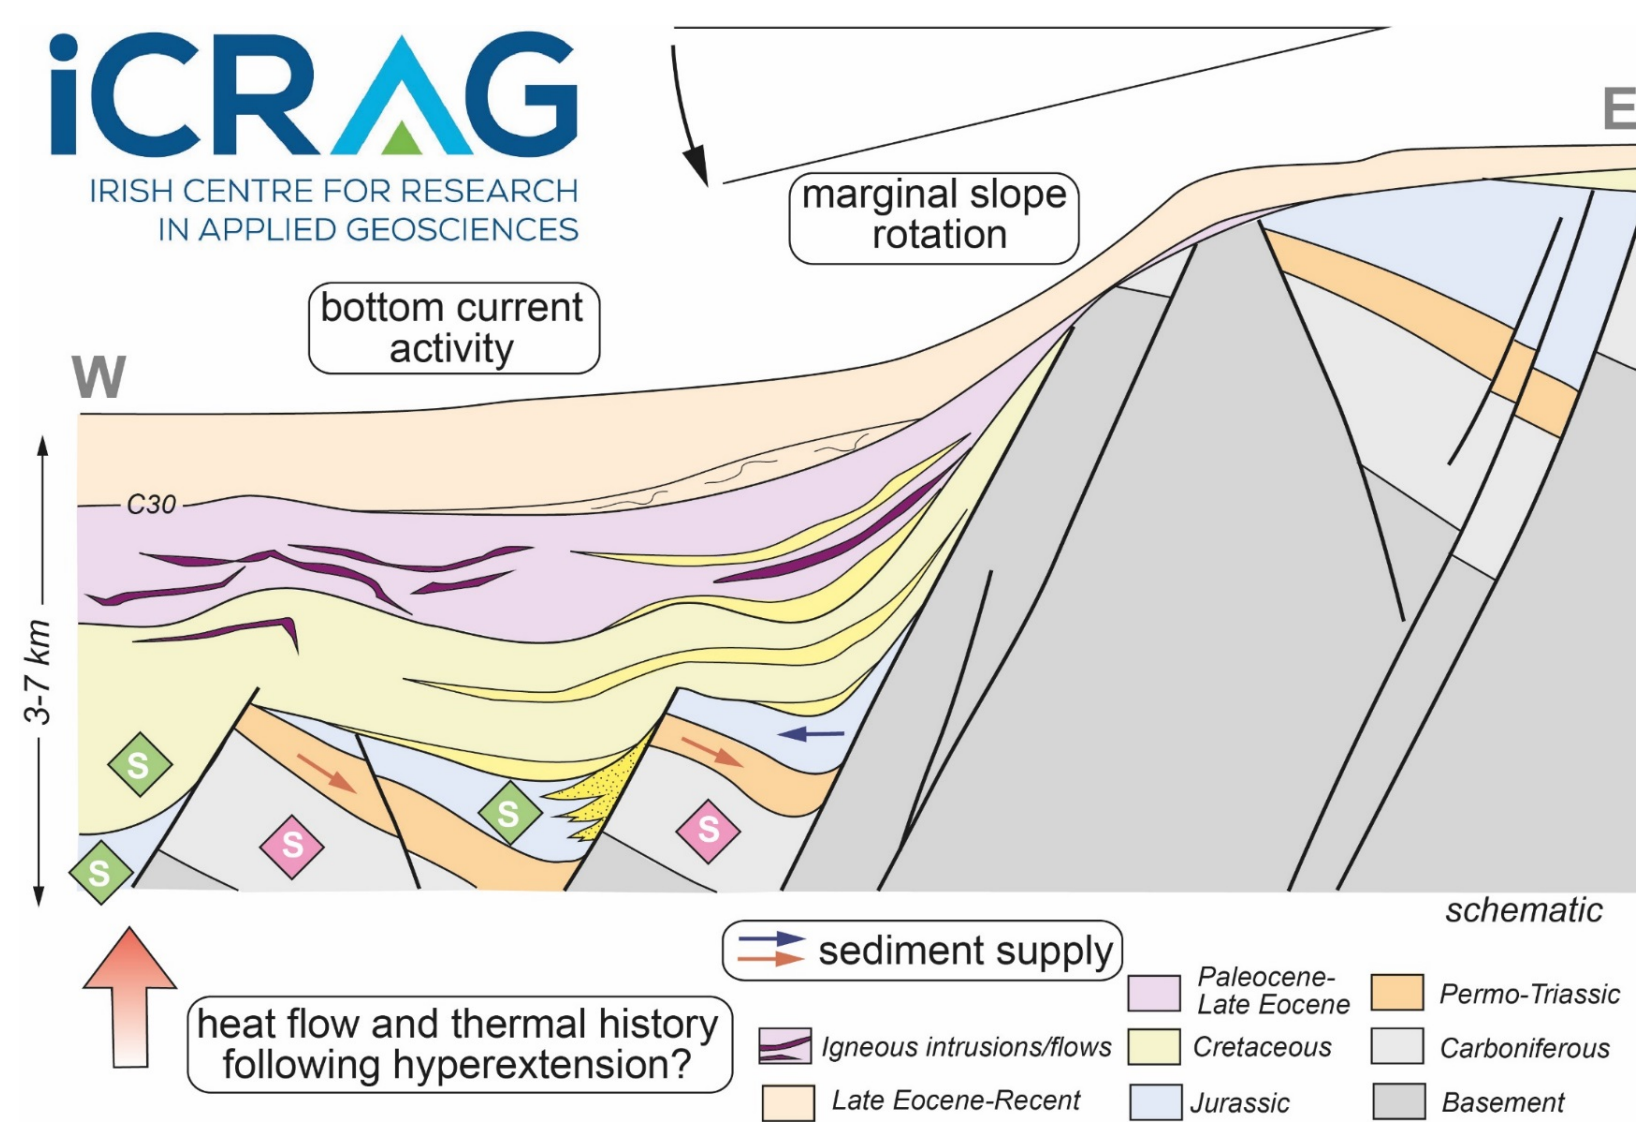 iCRAG
IRISH CENTRE FOR RESEARCH
IN APPLIED GEOSCIENCES
E
marginal slope
rotation
bottom current
activity
W
C30
3-7 km
S
S
S
S
S
schematic
sediment supply
heat flow and thermal history
following hyperextension?
Igneous intrusions/flows
Late Eocene-Recent
Paleocene-
Late Eocene
Cretaceous
Jurassic
Permo-Triassic
Carboniferous
Basement